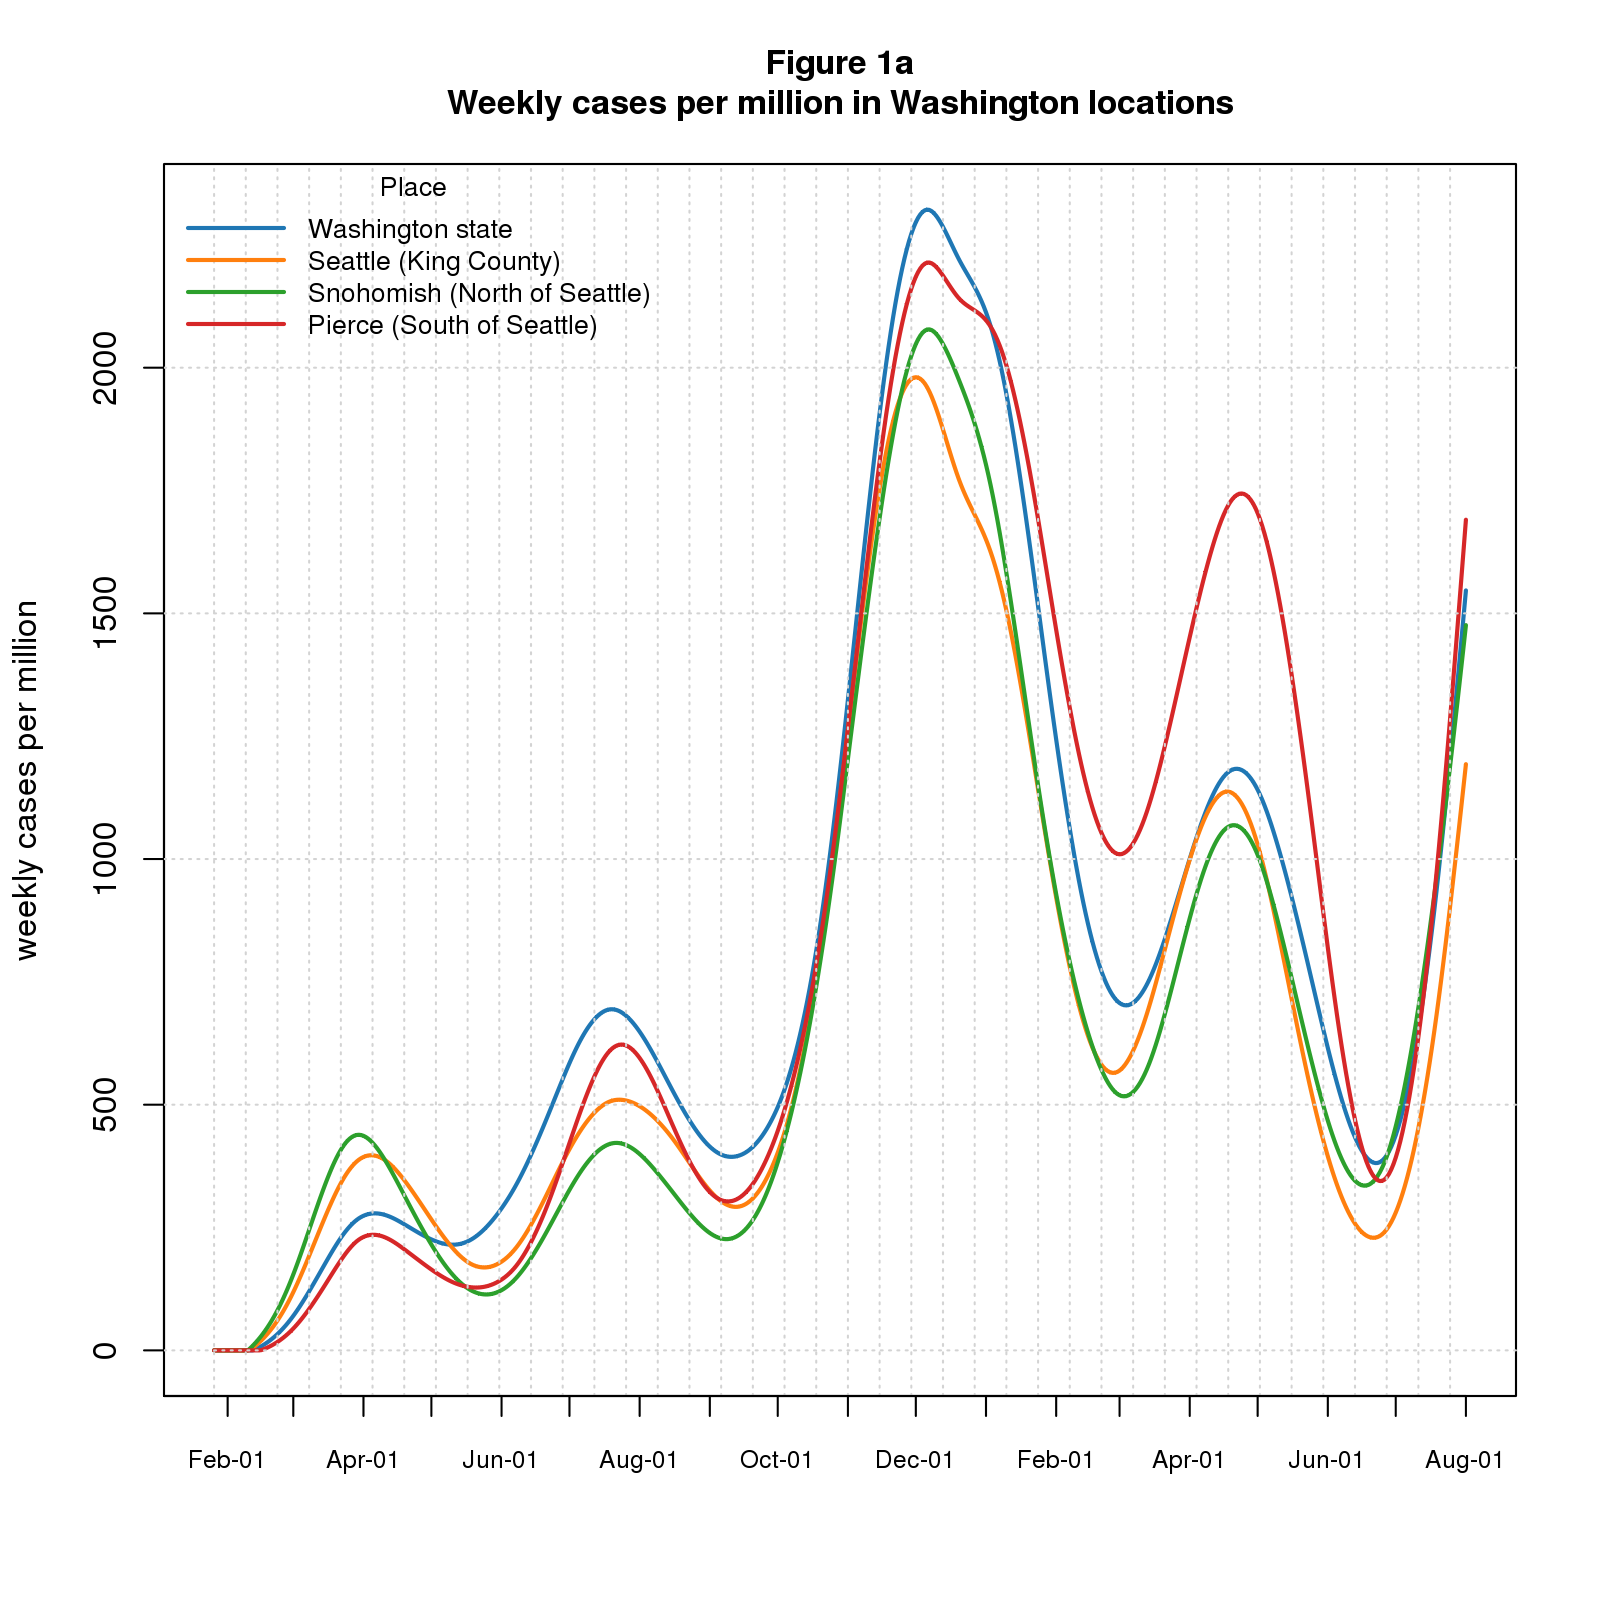 Figure 1a
Weekly cases per million in Washington locations
Place
Washington state
Seattle (King County)
Snohomish (North of Seattle)
Pierce (South of Seattle)
weekly cases per million
2000
1500
1000
500
0
Feb-01 Apr-01 Jun-01 Aug-01 Oct-01 Dec-01 Feb-01 Apr-01 Jun-01 Aug-01